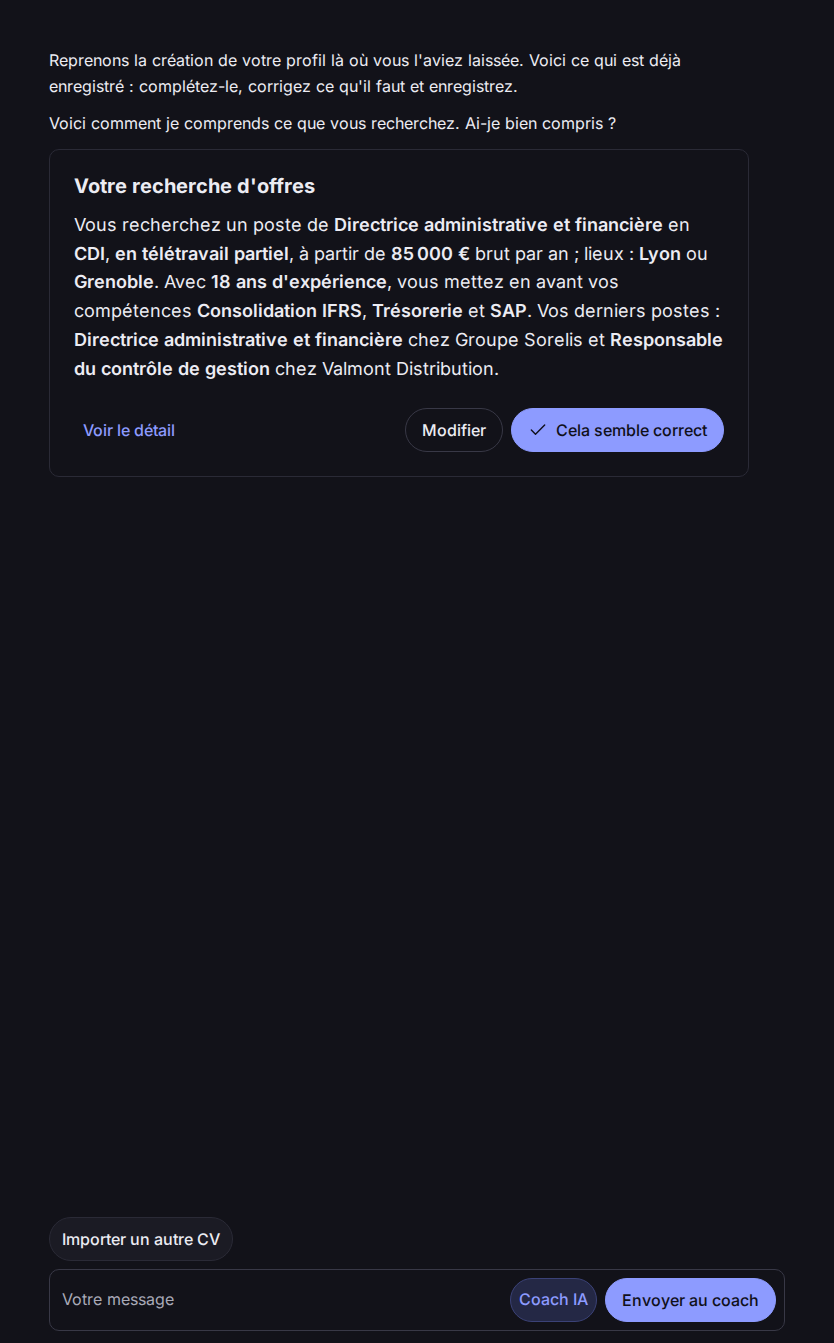 Reprenons la création de votre profil là où vous l'aviez laissée. Voici ce qui est déjà
enregistré : complétez-le, corrigez ce qu'il faut et enregistrez.
Voici comment je comprends ce que vous recherchez. Ai-je bien compris ?
Votre recherche d'offres
Vous recherchez un poste de Directrice administrative et financière en
CDI, en télétravail partiel, à partir de 85 000 € brut par an ; lieux : Lyon ou
Grenoble. Avec 18 ans d'expérience, vous mettez en avant vos
compétences Consolidation IFRS, Trésorerie et SAP. Vos derniers postes :
Directrice administrative et financière chez Groupe Sorelis et Responsable
du contrôle de gestion chez Valmont Distribution.
Voir le détail
Modifier
Cela semble correct
Importer un autre CV
Votre message
Coach IA
Envoyer au coach